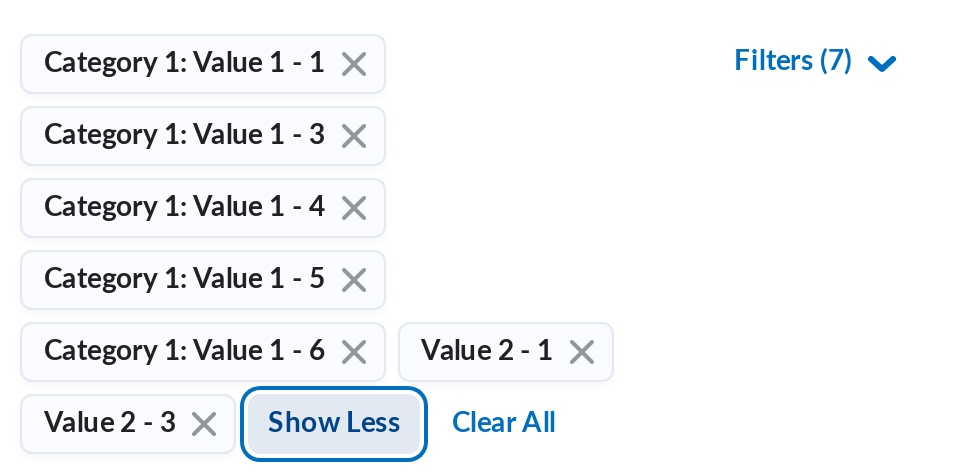 Category 1: Value 1 - 1
Filters (7)
Category 1: Value 1 - 3
Category 1: Value 1 - 4
Category 1: Value 1 - 5
Category 1: Value 1 - 6 Value 2 - 1
Value 2 - 3 Show Less Clear All